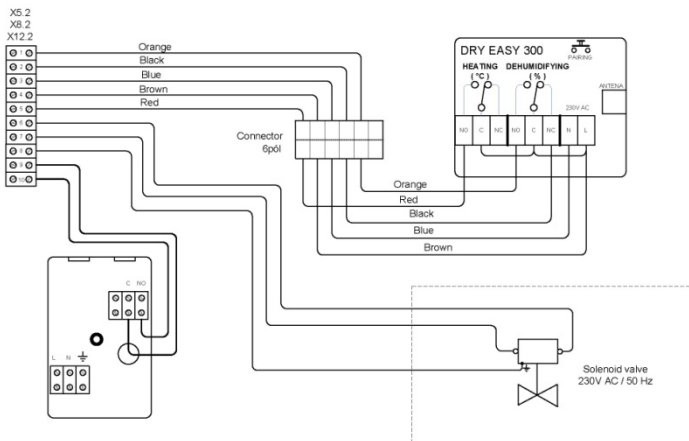 X5.2
X8.2
X12.2
1
2
3
4
5
6
7
8
9
10
Orange
Black
Blue
Brown
Red
Connector
6pól
DRY EASY 300
PAIRING
HEATING DEHUMIDIFYING
( °C ) ( % )
ANTENA
230V AC
NO C NC NO C NC N L
Orange
Red
Black
Blue
Brown
C NO
L N
Solenoid valve
230V AC / 50 Hz